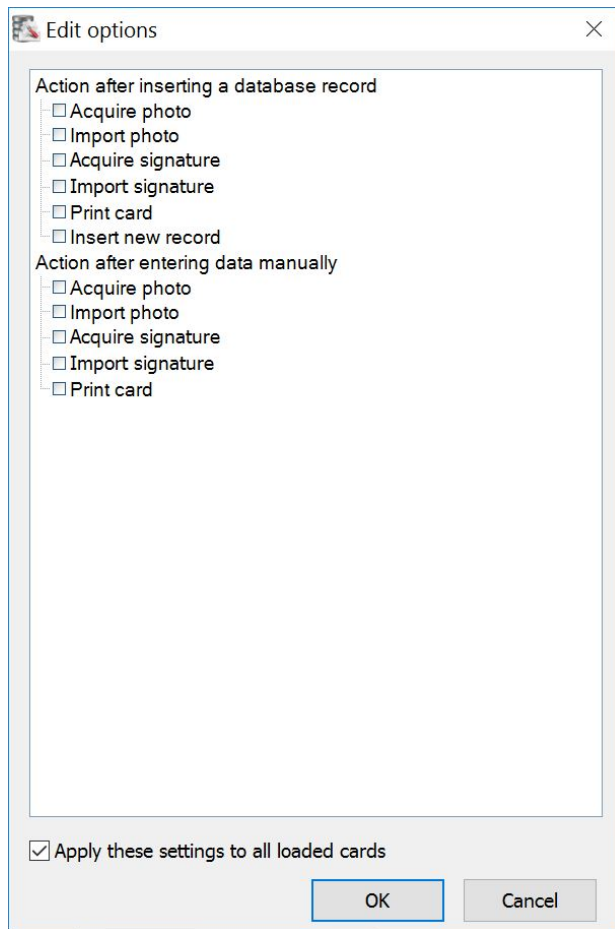 Edit options
Action after inserting a database record
Acquire photo
Import photo
Acquire signature
Import signature
Print card
Insert new record
Action after entering data manually
Acquire photo
Import photo
Acquire signature
Import signature
Print card
Apply these settings to all loaded cards
OK Cancel